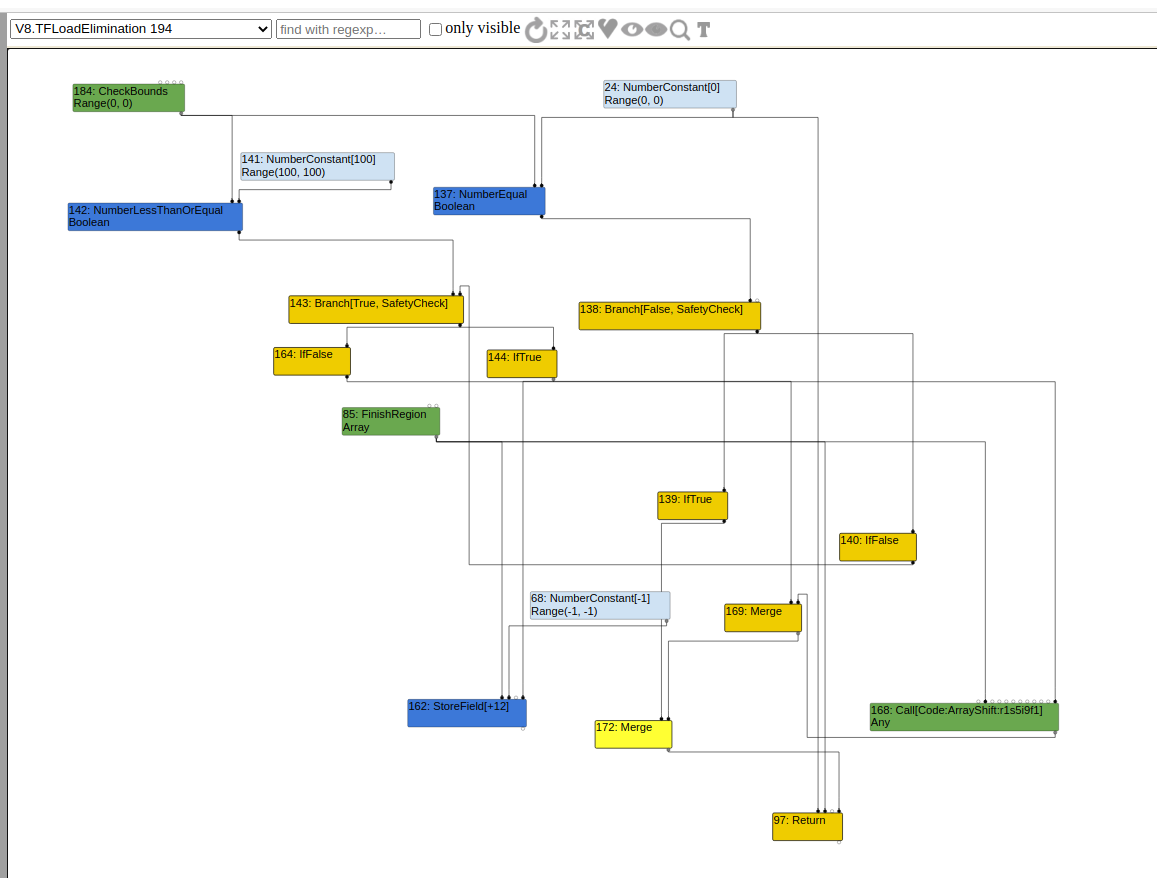 V8.TFLoadElimination 194
find with regexp…
only visible
T
184: CheckBounds
Range(0, 0)
24: NumberConstant[0]
Range(0, 0)
141: NumberConstant[100]
Range(100, 100)
137: NumberEqual
Boolean
142: NumberLessThanOrEqual
Boolean
143: Branch[True, SafetyCheck]
138: Branch[False, SafetyCheck]
164: IfFalse
144: IfTrue
85: FinishRegion
Array
139: IfTrue
140: IfFalse
68: NumberConstant[-1]
Range(-1, -1)
169: Merge
162: StoreField[+12]
168: Call[Code:ArrayShift:r1s5i9f1]
Any
172: Merge
97: Return